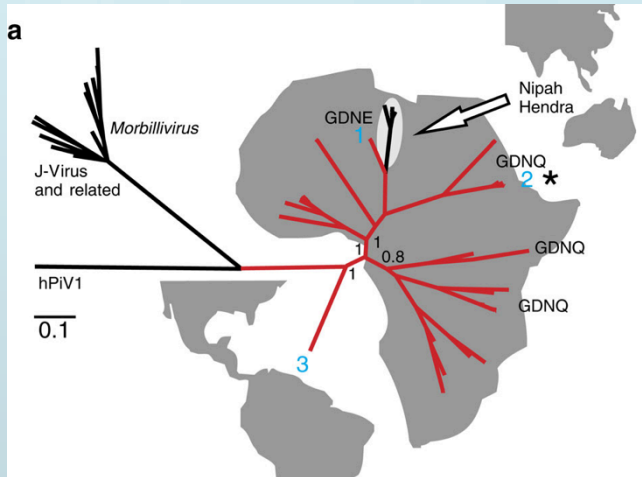 a
Nipah
Hendra
GDNE
1
Morbillivirus
GDNQ
2 *
J-Virus
and related
1
1
0.8
GDNQ
hPiV1
1
0.1
GDNQ
3